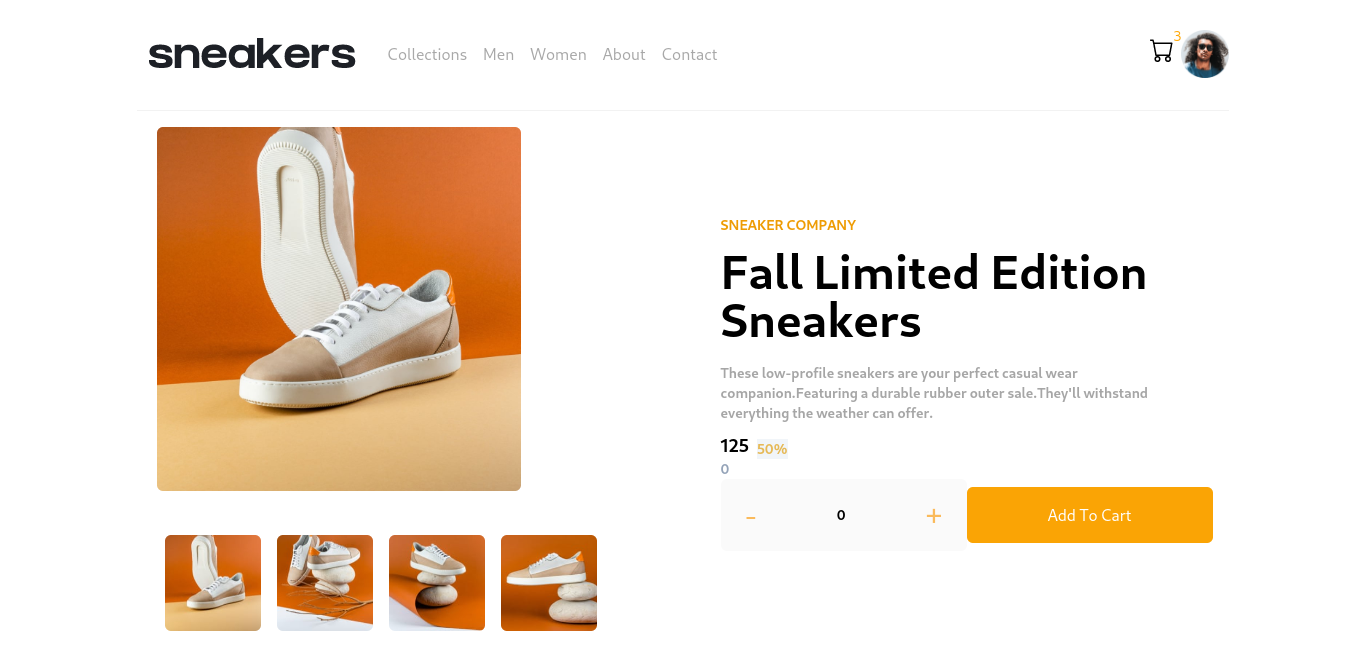 sneakers
Collections Men Women About Contact
3
SNEAKER COMPANY
Fall Limited Edition
Sneakers
These low-profile sneakers are your perfect casual wear
companion.Featuring a durable rubber outer sale.They'll withstand
everything the weather can offer.
125 50%
0
- 0 + Add To Cart